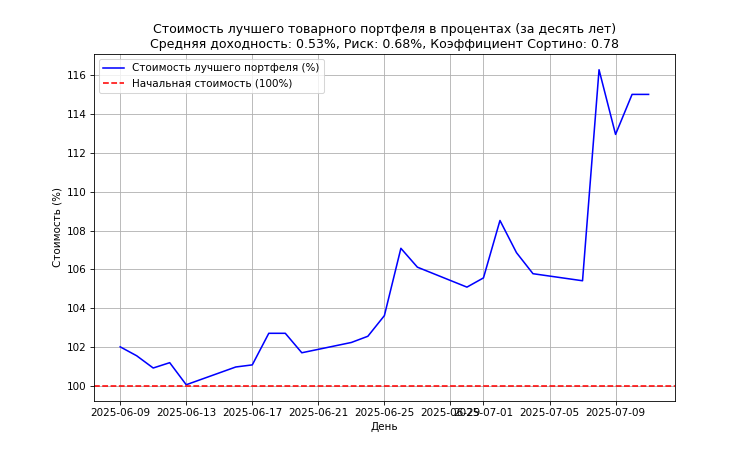 Стоимость лучшего товарного портфеля в процентах (за десять лет)
Средняя доходность: 0.53%, Риск: 0.68%, Коэффициент Сортино: 0.78
Стоимость лучшего портфеля (%)
Начальная стоимость (100%)
116
114
112
110
108
106
104
102
100
Стоимость (%)
2025-06-09 2025-06-13 2025-06-17 2025-06-21 2025-06-25 2025-06-29 2025-07-01 2025-07-05 2025-07-09
День